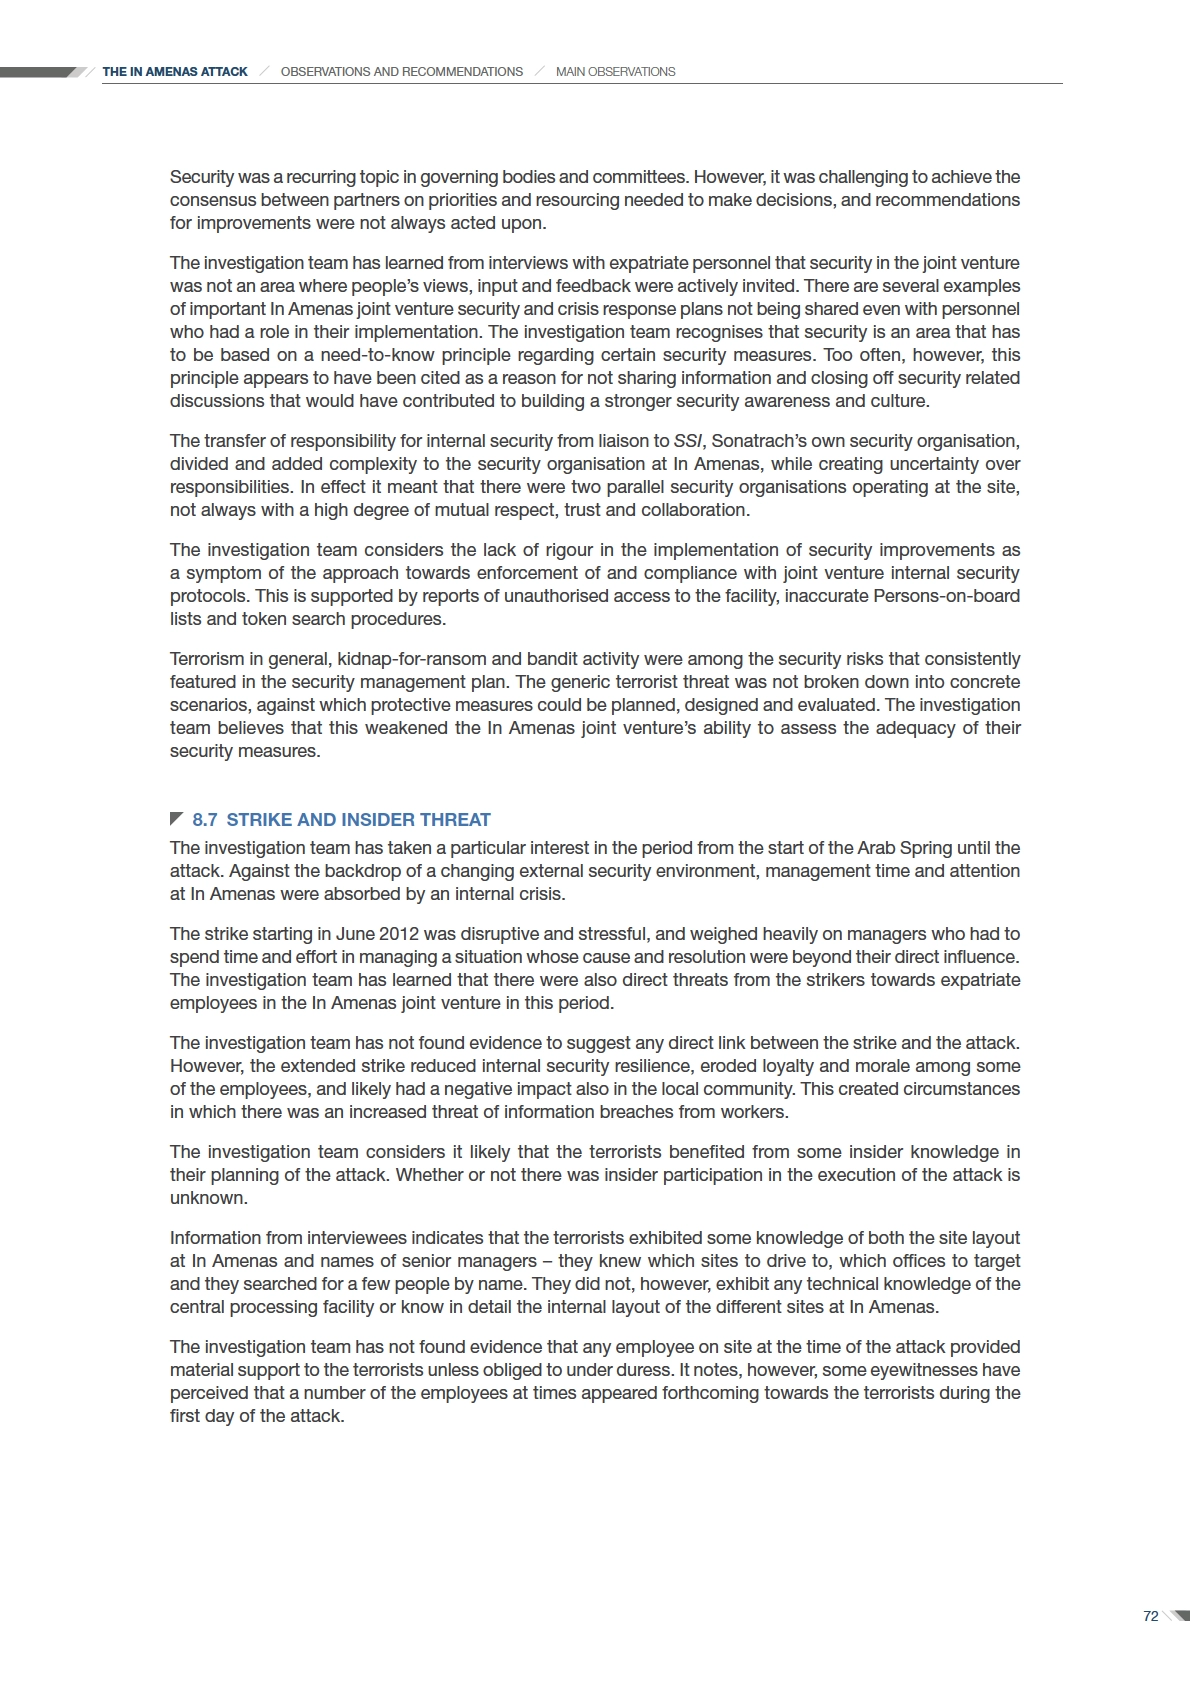 THE IN AMENAS ATTACK / OBSERVATIONS AND RECOMMENDATIONS / MAIN OBSERVATIONS
Security was a recurring topic in governing bodies and committees. However, it was challenging to achieve the
consensus between partners on priorities and resourcing needed to make decisions, and recommendations
for improvements were not always acted upon.
The investigation team has learned from interviews with expatriate personnel that security in the joint venture
was not an area where people’s views, input and feedback were actively invited. There are several examples
of important In Amenas joint venture security and crisis response plans not being shared even with personnel
who had a role in their implementation. The investigation team recognises that security is an area that has
to be based on a need-to-know principle regarding certain security measures. Too often, however, this
principle appears to have been cited as a reason for not sharing information and closing off security related
discussions that would have contributed to building a stronger security awareness and culture.
The transfer of responsibility for internal security from liaison to SSI, Sonatrach’s own security organisation,
divided and added complexity to the security organisation at In Amenas, while creating uncertainty over
responsibilities. In effect it meant that there were two parallel security organisations operating at the site,
not always with a high degree of mutual respect, trust and collaboration.
The investigation team considers the lack of rigour in the implementation of security improvements as
a symptom of the approach towards enforcement of and compliance with joint venture internal security
protocols. This is supported by reports of unauthorised access to the facility, inaccurate Persons-on-board
lists and token search procedures.
Terrorism in general, kidnap-for-ransom and bandit activity were among the security risks that consistently
featured in the security management plan. The generic terrorist threat was not broken down into concrete
scenarios, against which protective measures could be planned, designed and evaluated. The investigation
team believes that this weakened the In Amenas joint venture’s ability to assess the adequacy of their
security measures.
8.7 STRIKE AND INSIDER THREAT
The investigation team has taken a particular interest in the period from the start of the Arab Spring until the
attack. Against the backdrop of a changing external security environment, management time and attention
at In Amenas were absorbed by an internal crisis.
The strike starting in June 2012 was disruptive and stressful, and weighed heavily on managers who had to
spend time and effort in managing a situation whose cause and resolution were beyond their direct influence.
The investigation team has learned that there were also direct threats from the strikers towards expatriate
employees in the In Amenas joint venture in this period.
The investigation team has not found evidence to suggest any direct link between the strike and the attack.
However, the extended strike reduced internal security resilience, eroded loyalty and morale among some
of the employees, and likely had a negative impact also in the local community. This created circumstances
in which there was an increased threat of information breaches from workers.
The investigation team considers it likely that the terrorists benefited from some insider knowledge in
their planning of the attack. Whether or not there was insider participation in the execution of the attack is
unknown.
Information from interviewees indicates that the terrorists exhibited some knowledge of both the site layout
at In Amenas and names of senior managers – they knew which sites to drive to, which offices to target
and they searched for a few people by name. They did not, however, exhibit any technical knowledge of the
central processing facility or know in detail the internal layout of the different sites at In Amenas.
The investigation team has not found evidence that any employee on site at the time of the attack provided
material support to the terrorists unless obliged to under duress. It notes, however, some eyewitnesses have
perceived that a number of the employees at times appeared forthcoming towards the terrorists during the
first day of the attack.
72